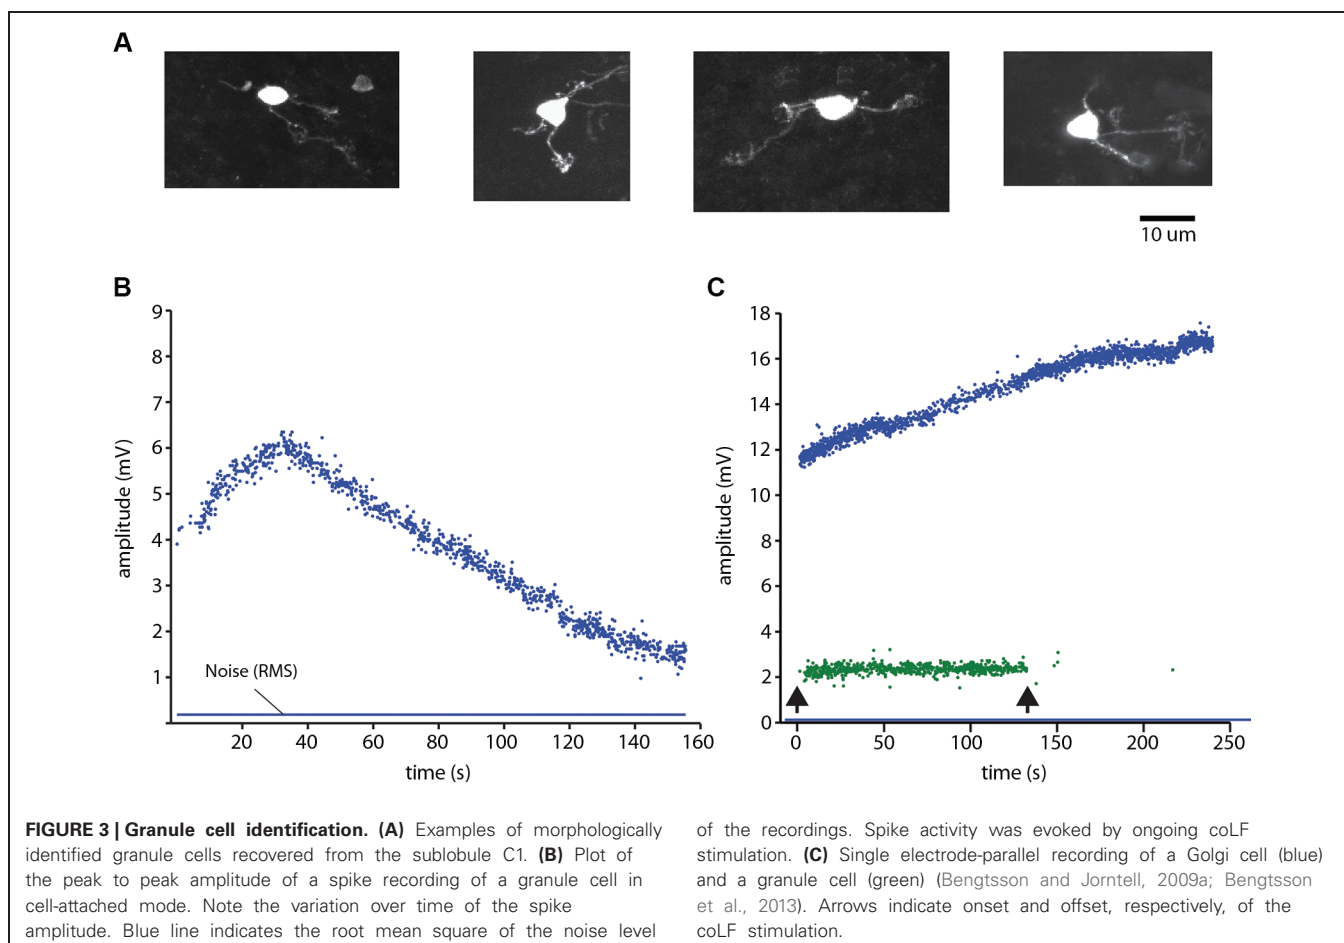 A
10 um
B
9
8
7
6
5
4
3
2
1
amplitude (mV)
Noise (RMS)
20 40 60 80 100 120 140 160
time (s)
C
18
16
14
12
10
8
6
4
2
0
amplitude (mV)
0 50 100 150 200 250
time (s)
FIGURE 3 | Granule cell identification. (A) Examples of morphologically
identified granule cells recovered from the sublobule C1. (B) Plot of
the peak to peak amplitude of a spike recording of a granule cell in
cell-attached mode. Note the variation over time of the spike
amplitude. Blue line indicates the root mean square of the noise level
of the recordings. Spike activity was evoked by ongoing coLF
stimulation. (C) Single electrode-parallel recording of a Golgi cell (blue)
and a granule cell (green) (Bengtsson and Jorntell, 2009a; Bengtsson
et al., 2013). Arrows indicate onset and offset, respectively, of the
coLF stimulation.